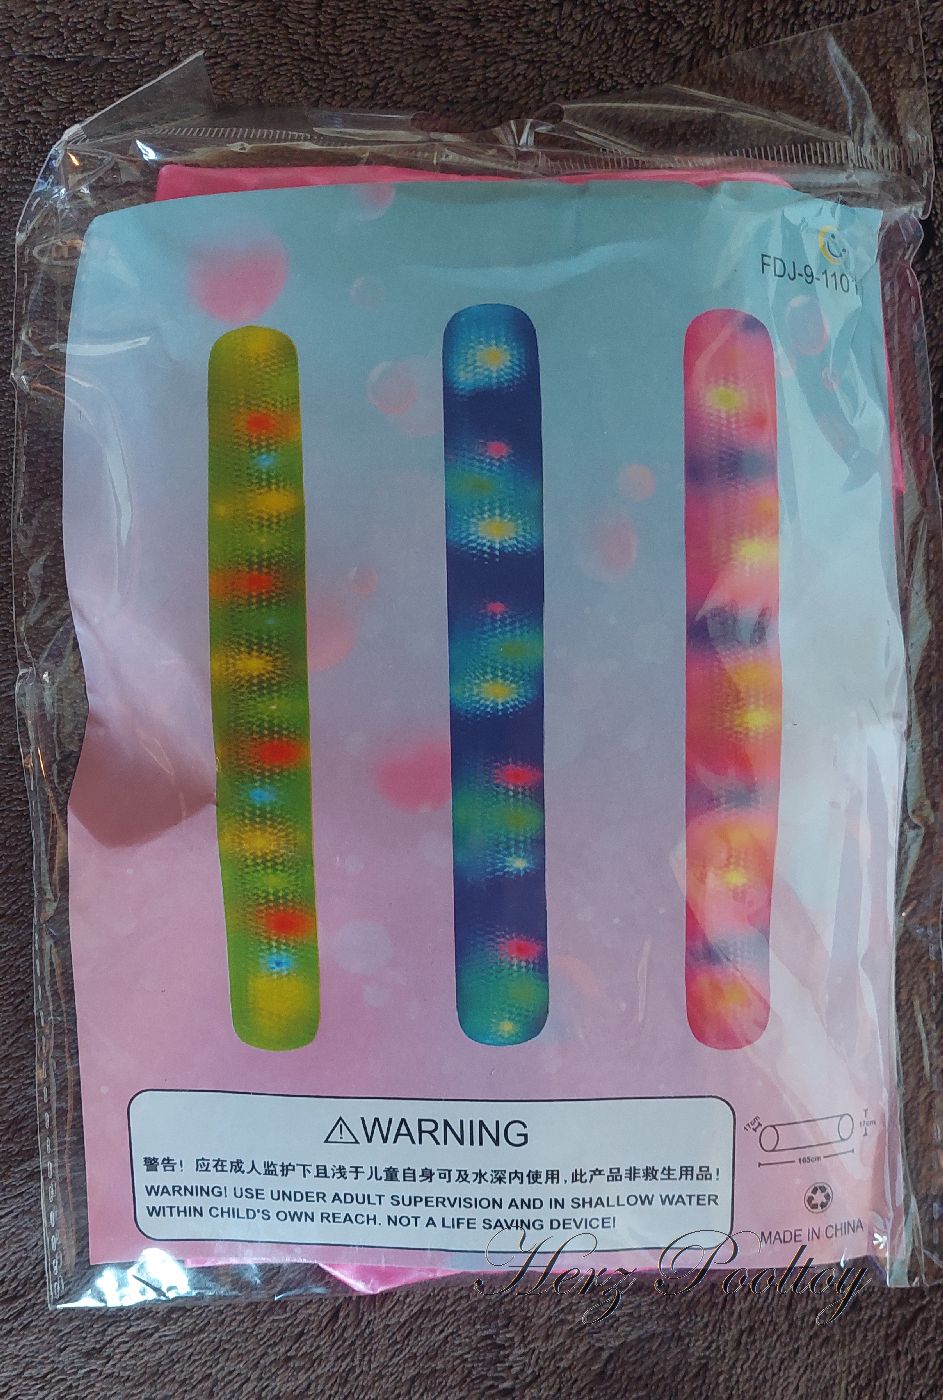 FDJ-9-1101
⚠WARNING
警告！应在成人监护下且浅于儿童自身可及水深内使用，此产品非救生用品！
WARNING! USE UNDER ADULT SUPERVISION AND IN SHALLOW WATER
WITHIN CHILD'S OWN REACH. NOT A LIFE SAVING DEVICE!
17cm
17cm
165cm
MADE IN CHINA
Herz Pooltoy